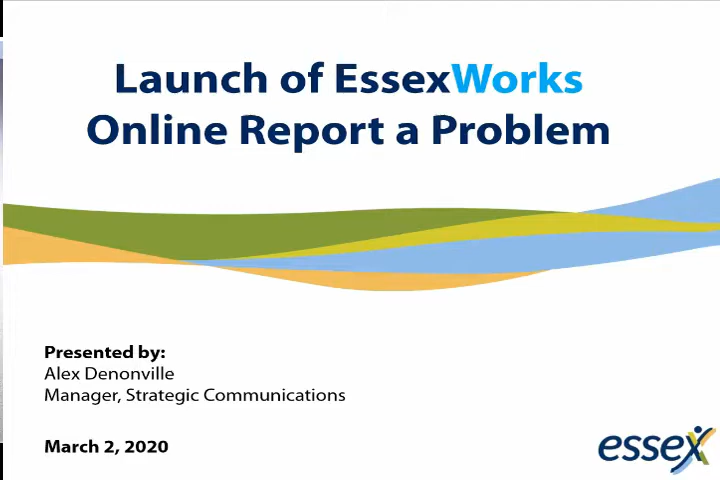 Launch of EssexWorks
Online Report a Problem
Presented by:
Alex Denonville
Manager, Strategic Communications
March 2, 2020
essex